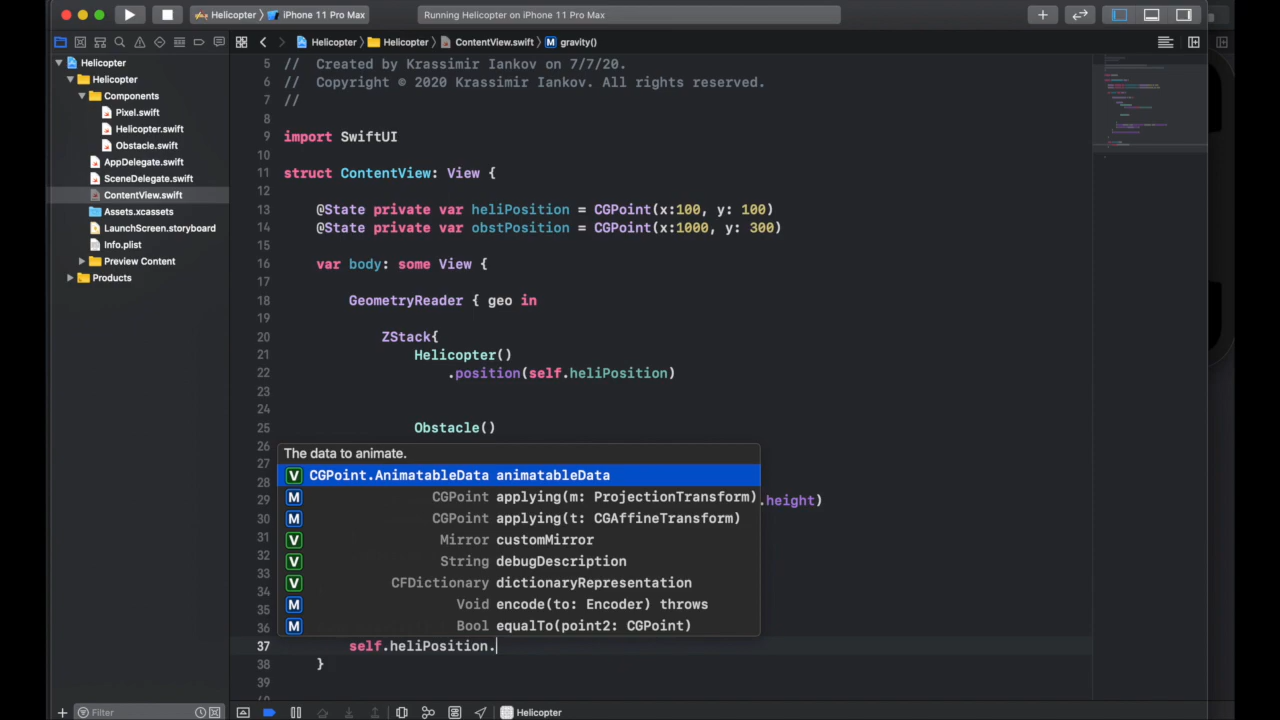 Helicopter
iPhone 11 Pro Max
Running Helicopter on iPhone 11 Pro Max
Helicopter
Helicopter
ContentView.swift
M
gravity()
Helicopter
Helicopter
Components
Pixel.swift
Helicopter.swift
Obstacle.swift
AppDelegate.swift
SceneDelegate.swift
ContentView.swift
Assets.xcassets
LaunchScreen.storyboard
Info.plist
Preview Content
Products
Filter
5 // Created by Krassimir Iankov on 7/7/20.
6 // Copyright © 2020 Krassimir Iankov. All rights reserved.
7 //
8
9 import SwiftUI
10
11 struct ContentView: View {
12
13 @State private var heliPosition = CGPoint(x:100, y: 100)
14 @State private var obstPosition = CGPoint(x:1000, y: 300)
15
16 var body: some View {
17
18 GeometryReader { geo in
19
20 ZStack{
21 Helicopter()
22 .position(self.heliPosition)
23
24
25 Obstacle()
26
27
28
29 .height)
30
31
32
33
34
35
36
37 self.heliPosition.
38 }
39
40
The data to animate.
V CGPoint.AnimatableData animatableData
M CGPoint applying(m: ProjectionTransform)
M CGPoint applying(t: CGAffineTransform)
V Mirror customMirror
V String debugDescription
V CFDictionary dictionaryRepresentation
M Void encode(to: Encoder) throws
M Bool equalTo(point2: CGPoint)
Helicopter